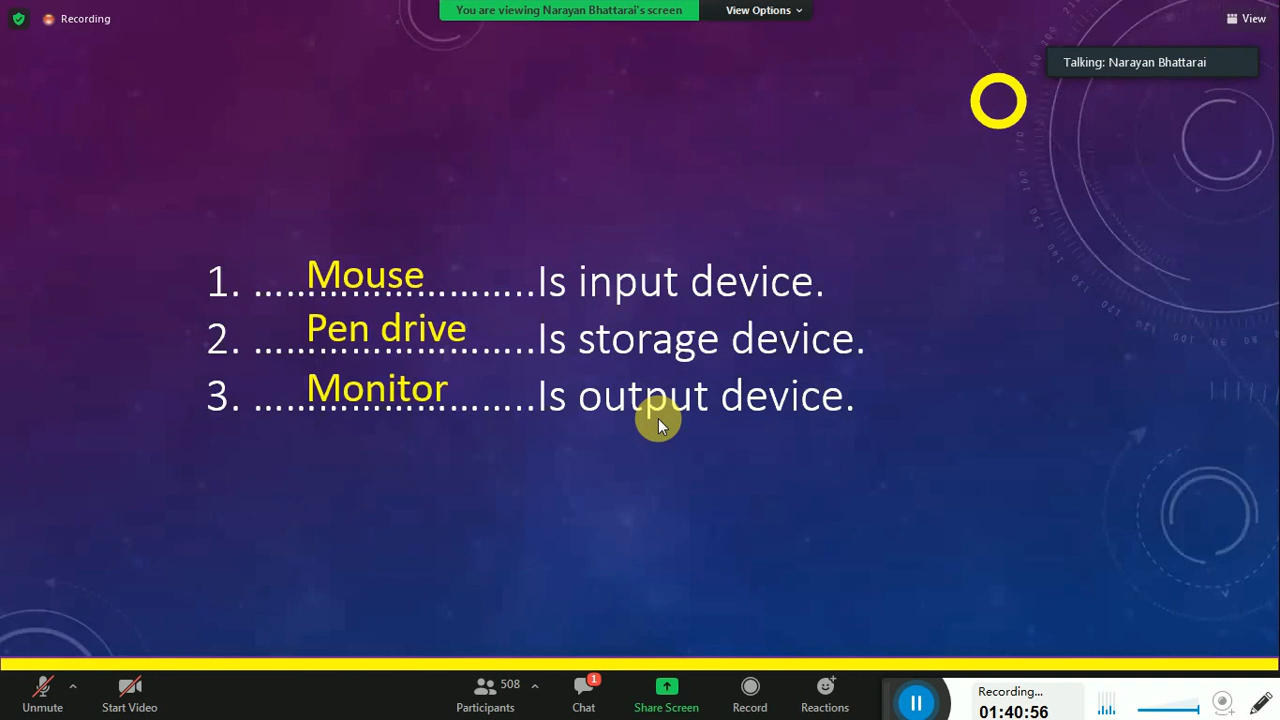 You are viewing Narayan Bhattarai's screen
View Options
Recording
View
Talking: Narayan Bhattarai
1. ..........................Is input device.
Mouse
2. ..........................Is storage device.
Pen drive
3. ..........................Is output device.
Monitor
Unmute
Start Video
508
Participants
1
Chat
Share Screen
Record
Reactions
Recording...
01:40:56